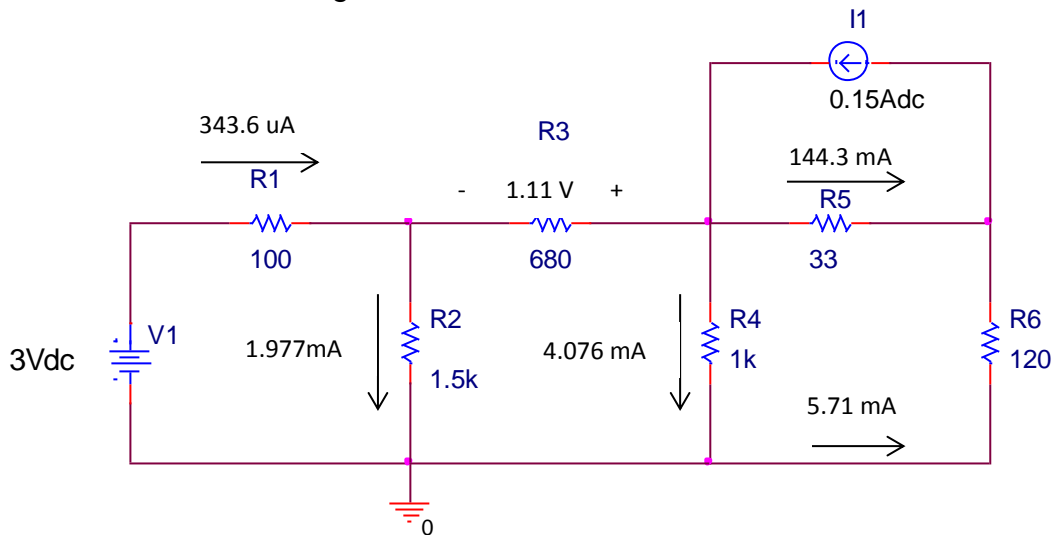 I1
0.15Adc
343.6 uA
R3
144.3 mA
R1
- 1.11 V +
R5
100
680
33
V1
R2
R4
R6
3Vdc
1.977mA
4.076 mA
1.5k
1k
120
5.71 mA
0